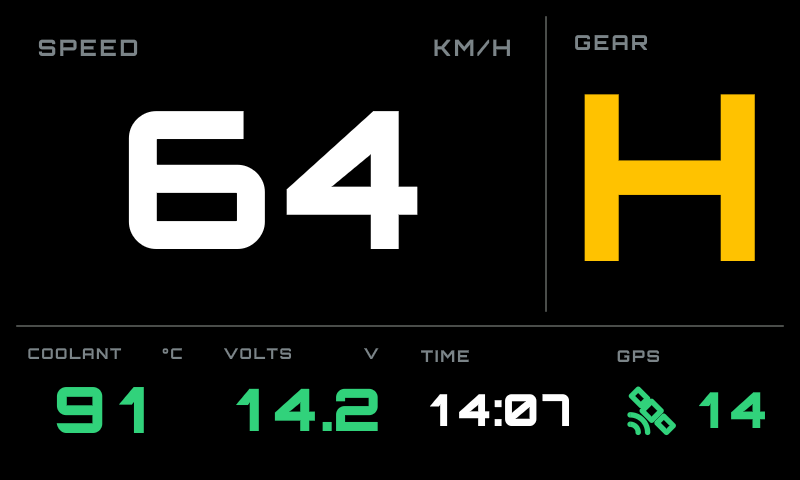 SPEED KM/H GEAR
64 H
COOLANT °C VOLTS V TIME GPS
91 14.2 14:07 14